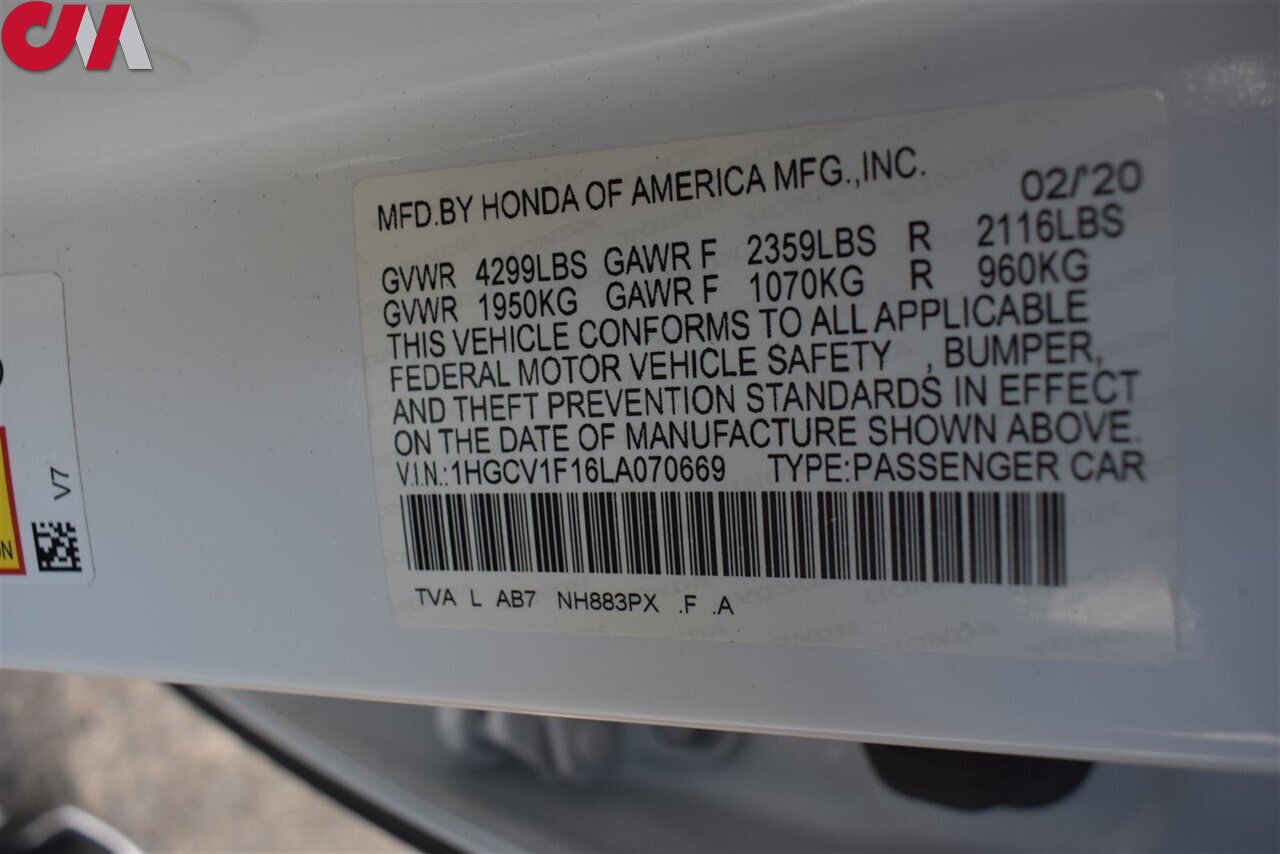 CM
MFD.BY HONDA OF AMERICA MFG.,INC. 02/'20
GVWR 4299LBS GAWR F 2359LBS R 2116LBS
GVWR 1950KG GAWR F 1070KG R 960KG
THIS VEHICLE CONFORMS TO ALL APPLICABLE
FEDERAL MOTOR VEHICLE SAFETY , BUMPER,
AND THEFT PREVENTION STANDARDS IN EFFECT
ON THE DATE OF MANUFACTURE SHOWN ABOVE.
V.I.N.:1HGCV1F16LA070669 TYPE:PASSENGER CAR
TVA L AB7 NH883PX .F .A
V7